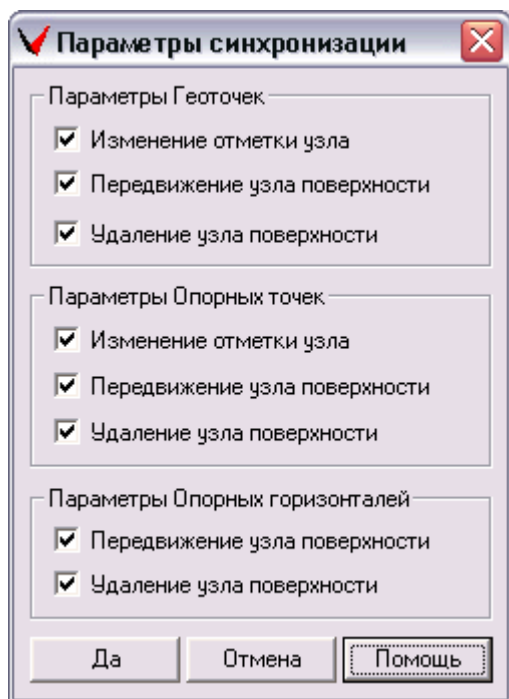 Параметры синхронизации
Параметры Геоточек
Изменение отметки узла
Передвижение узла поверхности
Удаление узла поверхности
Параметры Опорных точек
Изменение отметки узла
Передвижение узла поверхности
Удаление узла поверхности
Параметры Опорных горизонталей
Передвижение узла поверхности
Удаление узла поверхности
Да Отмена Помощь